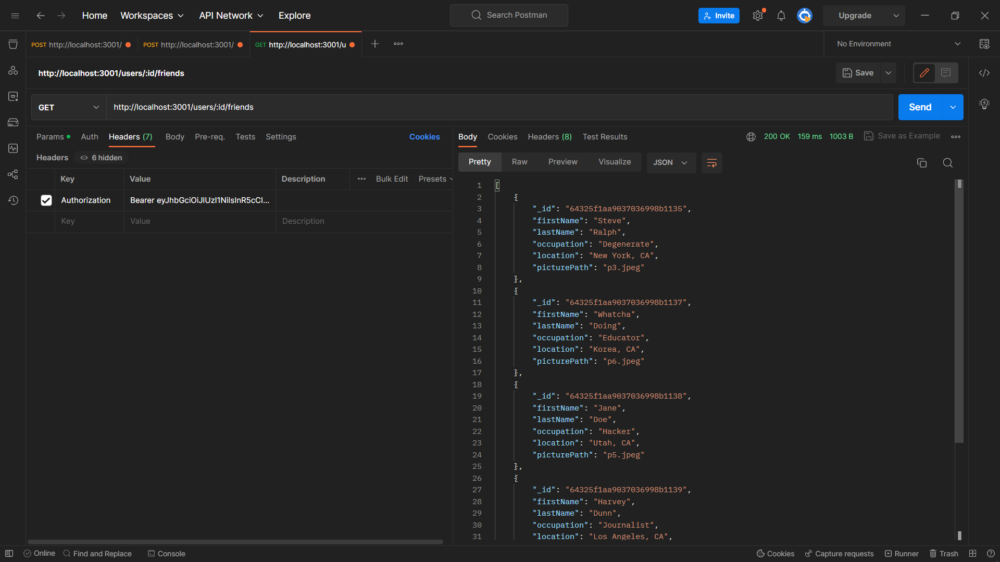 Home Workspaces API Network Explore Search Postman Invite Upgrade
POST http://localhost:3001/ POST http://localhost:3001/ GET http://localhost:3001/u No Environment
http://localhost:3001/users/:id/friends Save
GET http://localhost:3001/users/:id/friends Send
Params Auth Headers (7) Body Pre-req. Tests Settings Cookies
Headers 6 hidden
Key Value Description Bulk Edit Presets
Authorization Bearer eyJhbGciOiJIUzI1NiIsInR5cCI...
Key Value Description
Body Cookies Headers (8) Test Results 200 OK 159 ms 1003 B Save as Example
Pretty Raw Preview Visualize JSON
1 [
2 {
3 "_id": "64325f1aa9037036998b1135",
4 "firstName": "Steve",
5 "lastName": "Ralph",
6 "occupation": "Degenerate",
7 "location": "New York, CA",
8 "picturePath": "p3.jpeg"
9 },
10 {
11 "_id": "64325f1aa9037036998b1137",
12 "firstName": "Whatcha",
13 "lastName": "Doing",
14 "occupation": "Educator",
15 "location": "Korea, CA",
16 "picturePath": "p6.jpeg"
17 },
18 {
19 "_id": "64325f1aa9037036998b1138",
20 "firstName": "Jane",
21 "lastName": "Doe",
22 "occupation": "Hacker",
23 "location": "Utah, CA",
24 "picturePath": "p5.jpeg"
25 },
26 {
27 "_id": "64325f1aa9037036998b1139",
28 "firstName": "Harvey",
29 "lastName": "Dunn",
30 "occupation": "Journalist",
31 "location": "Los Angeles, CA",
Online Find and Replace Console Cookies Capture requests Runner Trash